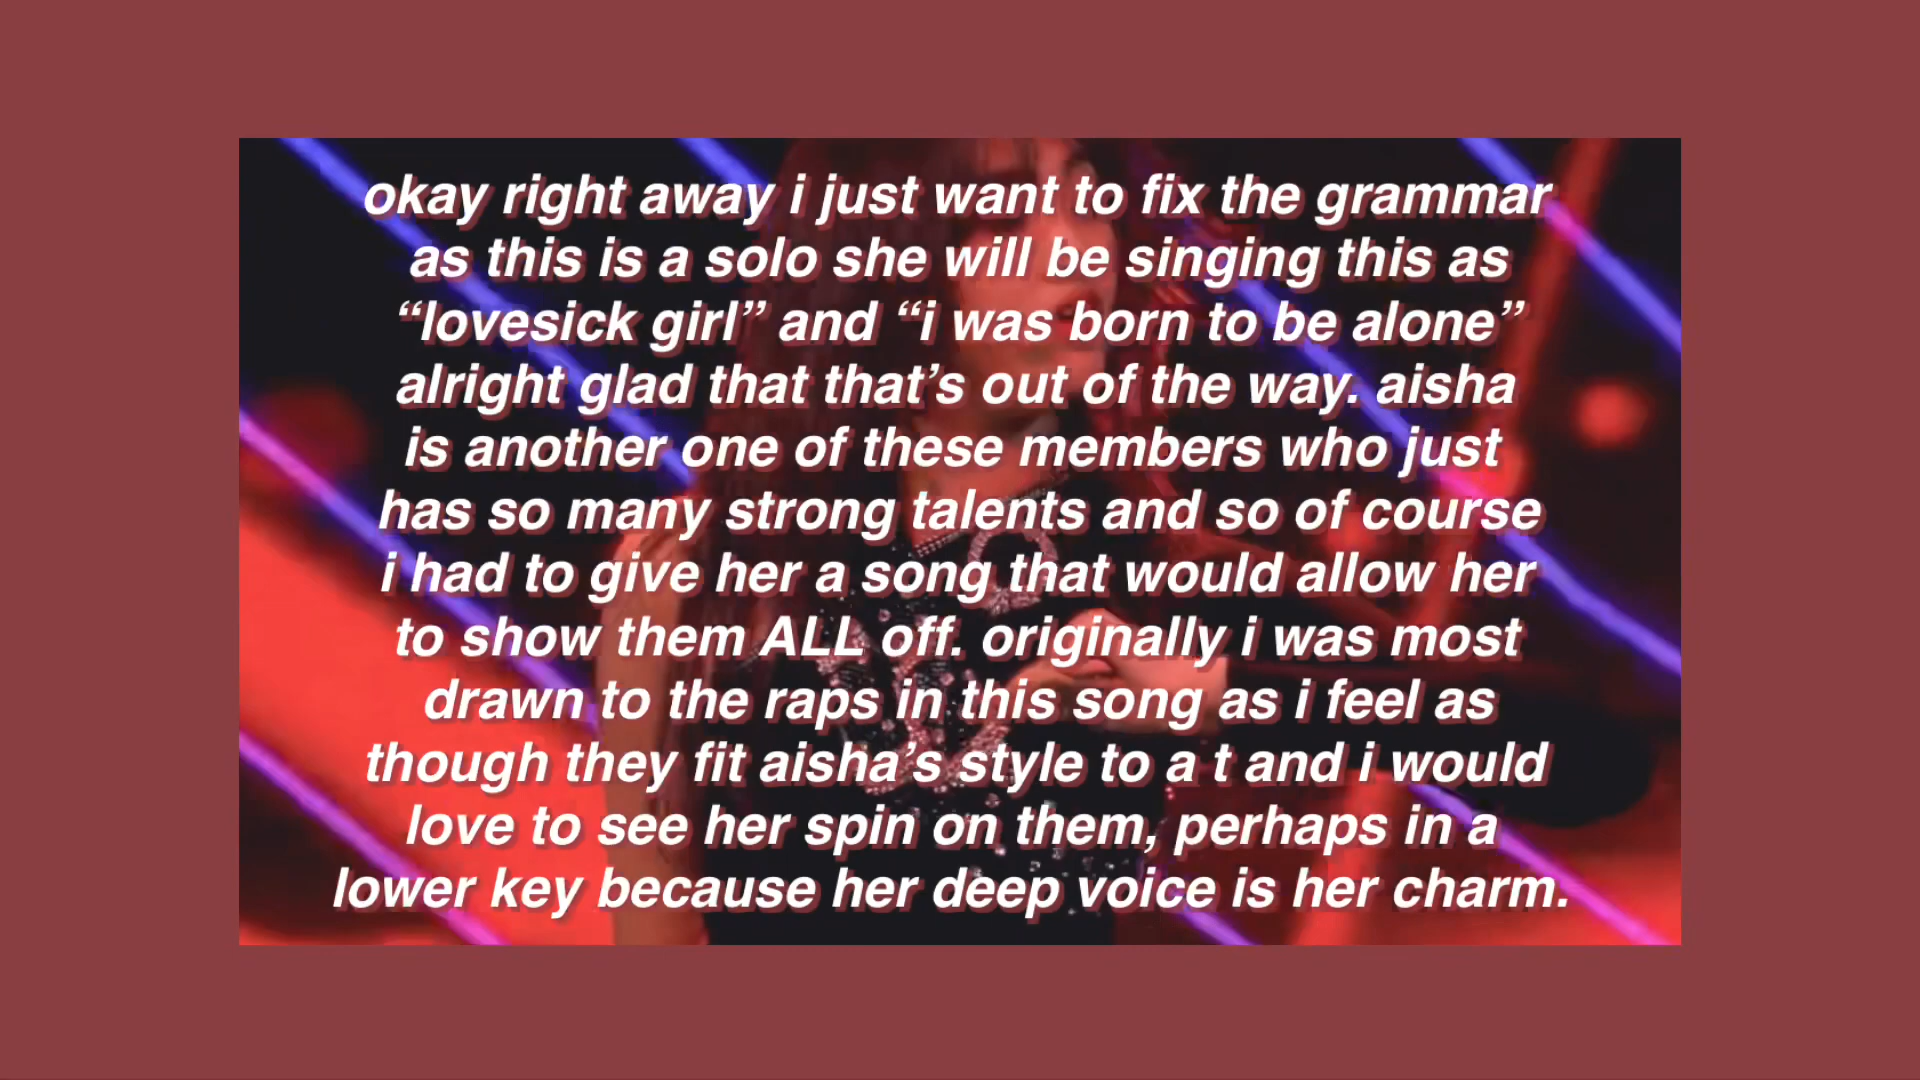 okay right away i just want to fix the grammar
as this is a solo she will be singing this as
“lovesick girl” and “i was born to be alone”
alright glad that that’s out of the way. aisha
is another one of these members who just
has so many strong talents and so of course
i had to give her a song that would allow her
to show them ALL off. originally i was most
drawn to the raps in this song as i feel as
though they fit aisha’s style to a t and i would
love to see her spin on them, perhaps in a
lower key because her deep voice is her charm.